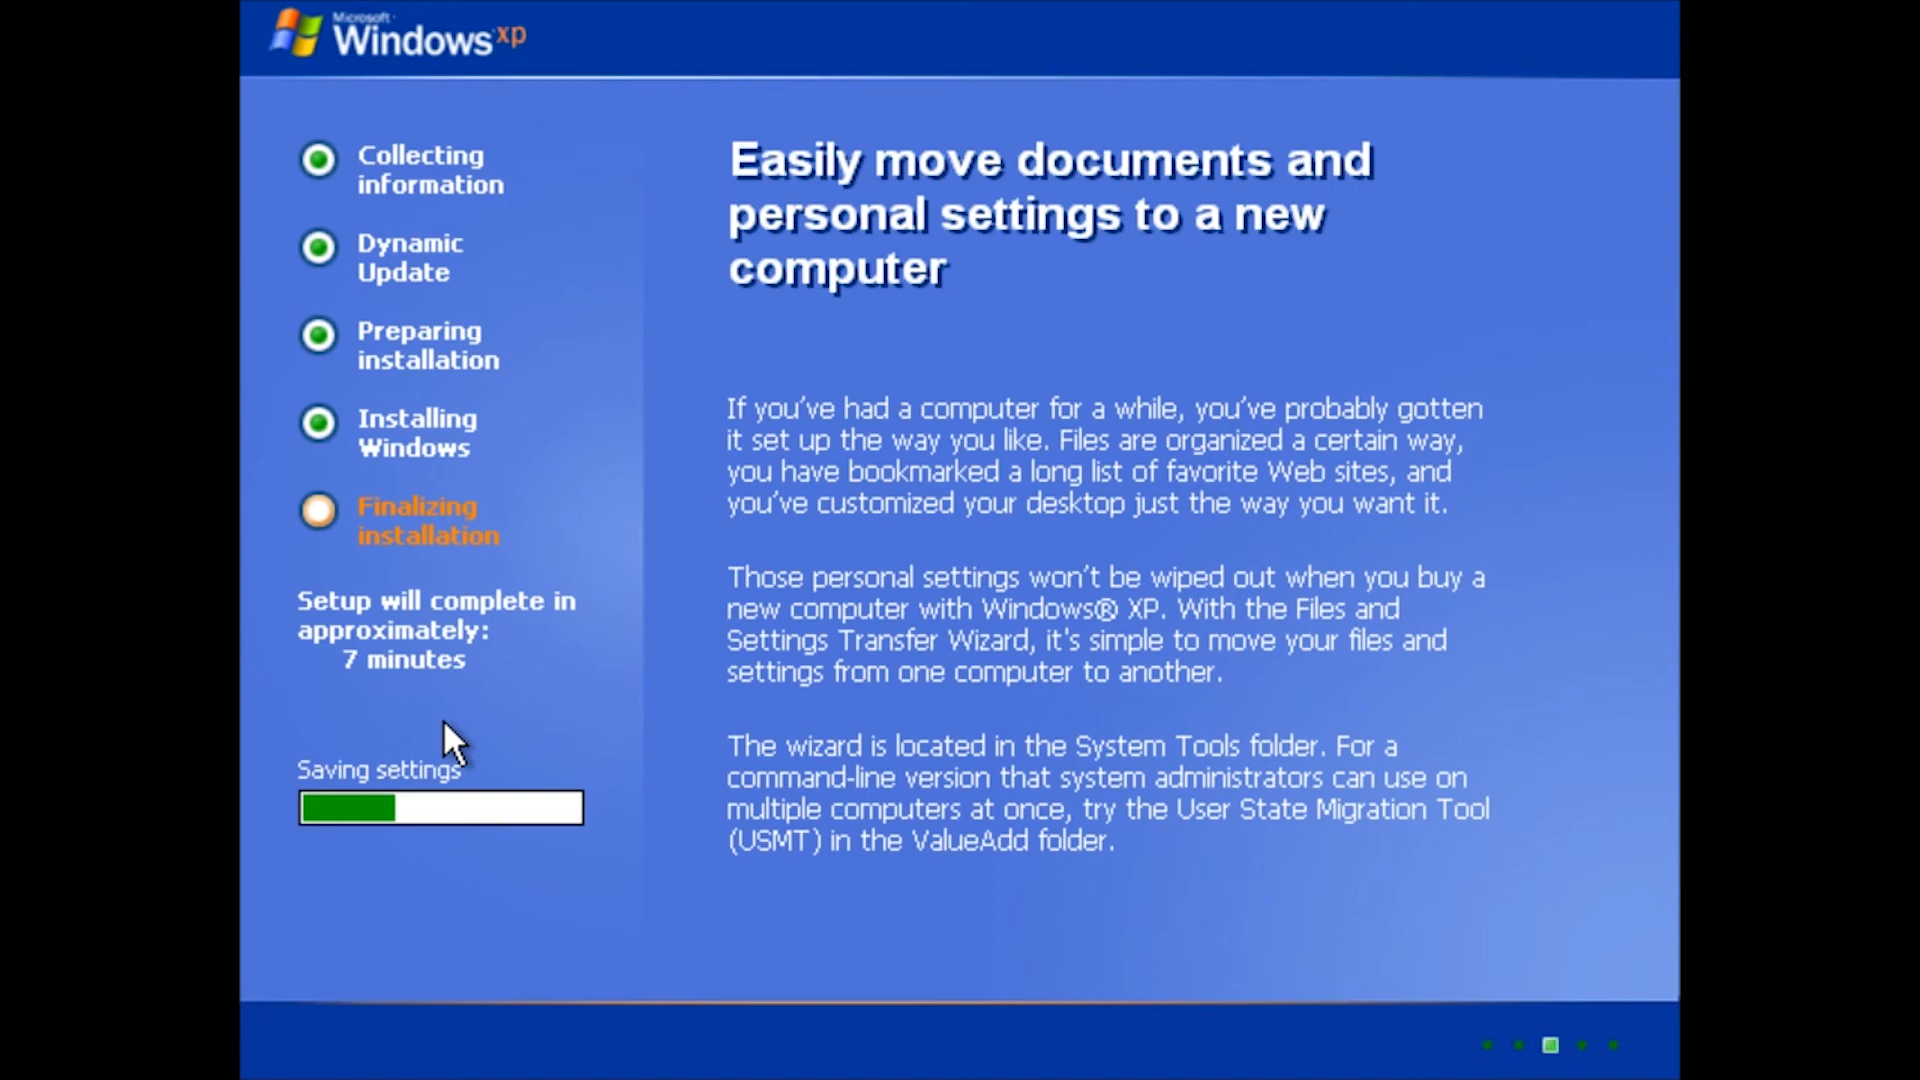 Microsoft
Windows xp
Collecting
information
Dynamic
Update
Preparing
installation
Installing
Windows
Finalizing
installation
Setup will complete in
approximately:
7 minutes
Saving settings
Easily move documents and
personal settings to a new
computer
If you've had a computer for a while, you've probably gotten
it set up the way you like. Files are organized a certain way,
you have bookmarked a long list of favorite Web sites, and
you've customized your desktop just the way you want it.
Those personal settings won't be wiped out when you buy a
new computer with Windows® XP. With the Files and
Settings Transfer Wizard, it's simple to move your files and
settings from one computer to another.
The wizard is located in the System Tools folder. For a
command-line version that system administrators can use on
multiple computers at once, try the User State Migration Tool
(USMT) in the ValueAdd folder.